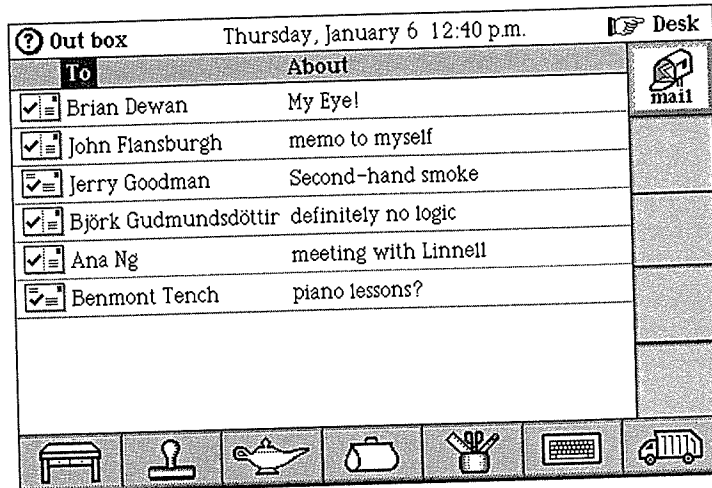 ? Out box Thursday, January 6 12:40 p.m. Desk
To About
mail
Brian Dewan My Eye!
John Flansburgh memo to myself
Jerry Goodman Second-hand smoke
Björk Gudmundsdöttir definitely no logic
Ana Ng meeting with Linnell
Benmont Tench piano lessons?